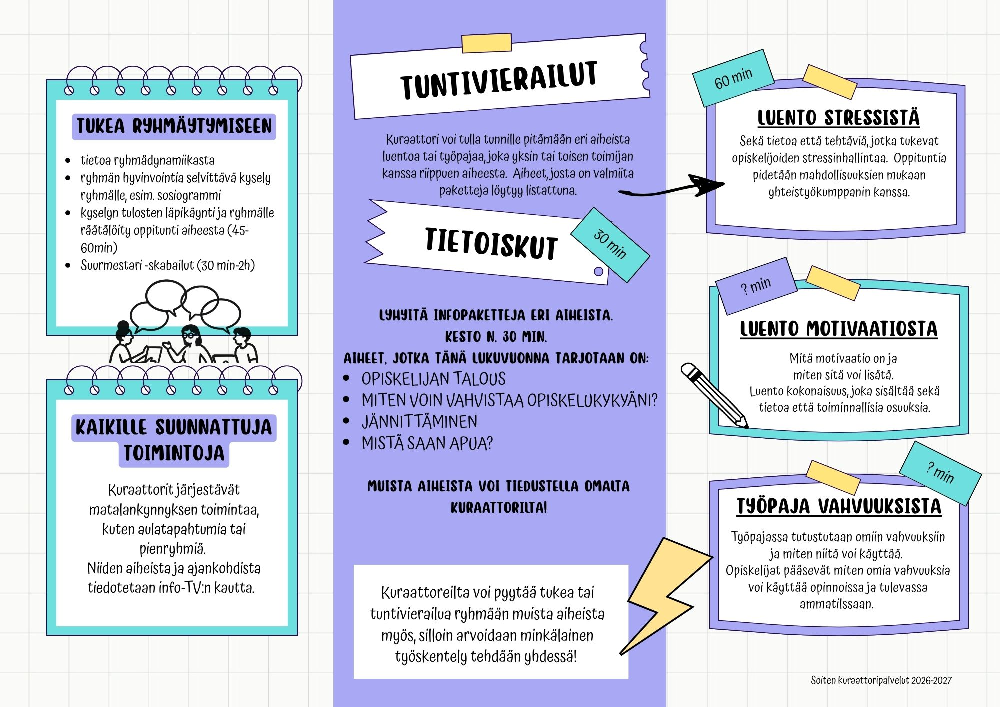 TUKEA RYHMÄYTYMISEEN
tietoa ryhmädynamiikasta
ryhmän hyvinvointia selvittävä kysely
ryhmälle, esim. sosiogrammi
kyselyn tulosten läpikäynti ja ryhmälle
räätälöity oppitunti aiheesta (45-
60min)
Suurmestari -skabailut (30 min-2h)
KAIKILLE SUUNNATTUJA
TOIMINTOJA
Kuraattorit järjestävät
matalankynnyksen toimintaa,
kuten aulatapahtumia tai
pienryhmiä.
Niiden aiheista ja ajankohdista
tiedotetaan info-TV:n kautta.
TUNTIVIERAILUT
Kuraattori voi tulla tunnille pitämään eri aiheista
luentoa tai työpajaa, joka yksin tai toisen toimijan
kanssa riippuen aiheesta. Aiheet, josta on valmiita
paketteja löytyy listattuna.
TIETOISKUT
30 min
LYHYITÄ INFOPAKETTEJA ERI AIHEISTA.
KESTO N. 30 MIN.
AIHEET, JOTKA TÄNÄ LUKUVUONNA TARJOTAAN ON:
OPISKELIJAN TALOUS
MITEN VOIN VAHVISTAA OPISKELUKYKYÄNI?
JÄNNITTÄMINEN
MISTÄ SAAN APUA?
MUISTA AIHEISTA VOI TIEDUSTELLA OMALTA
KURAATTORILTA!
Kuraattoreilta voi pyytää tukea tai
tuntivierailua ryhmään muista aiheista
myös, silloin arvoidaan minkälainen
työskentely tehdään yhdessä!
60 min
LUENTO STRESSISTÄ
Sekä tietoa että tehtäviä, jotka tukevat
opiskelijoiden stressinhallintaa. Oppituntia
pidetään mahdollisuuksien mukaan
yhteistyökumppanin kanssa.
? min
LUENTO MOTIVAATIOSTA
Mitä motivaatio on ja
miten sitä voi lisätä.
Luento kokonaisuus, joka sisältää sekä
tietoa että toiminnallisia osuuksia.
? min
TYÖPAJA VAHVUUKSISTA
Työpajassa tutustutaan omiin vahvuuksiin
ja miten niitä voi käyttää.
Opiskelijat pääsevät miten omia vahvuuksia
voi käyttää opinnoissa ja tulevassa
ammatilssaan.
Soiten kuraattoripalvelut 2026-2027